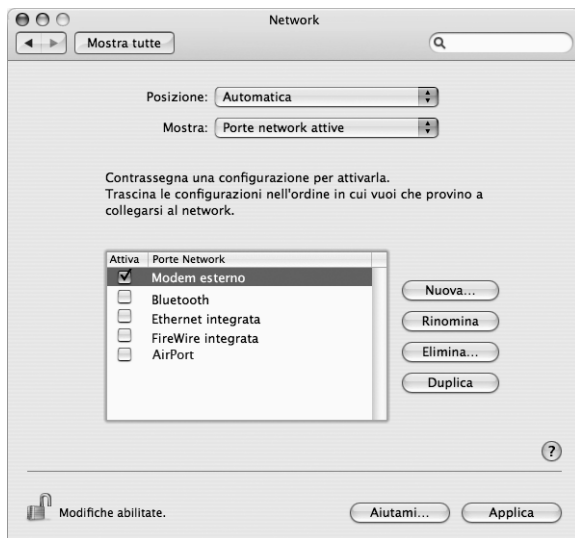 Network
Mostra tutte
Posizione: Automatica
Mostra: Porte network attive
Contrassegna una configurazione per attivarla.
Trascina le configurazioni nell'ordine in cui vuoi che provino a
collegarsi al network.
Attiva Porte Network
Modem esterno
Bluetooth
Ethernet integrata
FireWire integrata
AirPort
Nuova...
Rinomina
Elimina...
Duplica
?
Modifiche abilitate.
Aiutami...
Applica